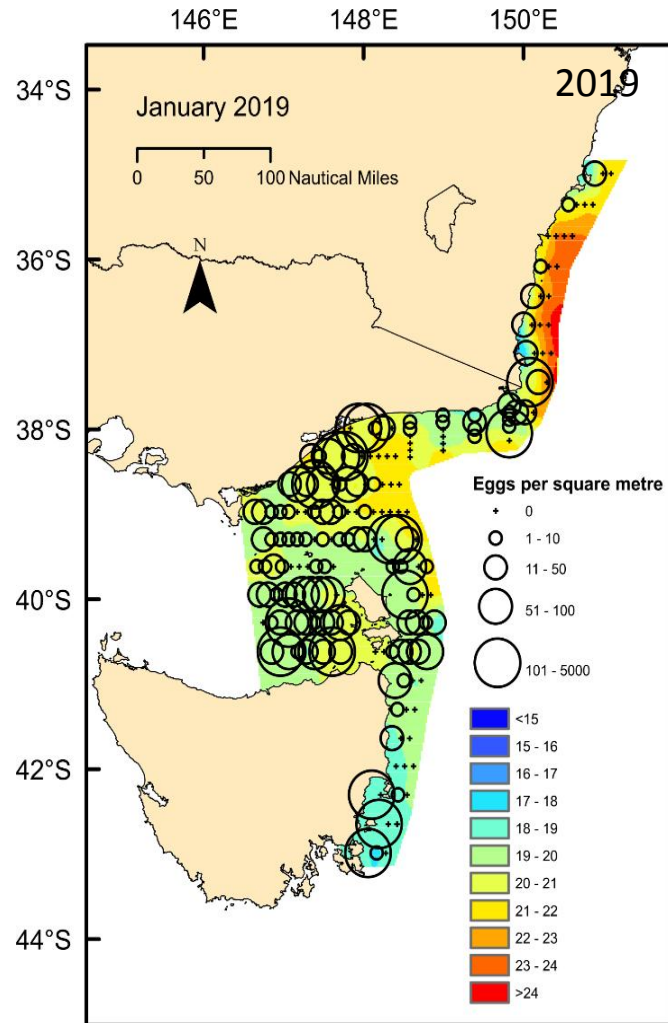 146°E 148°E 150°E
34°S
2019
January 2019
0 50 100 Nautical Miles
36°S
N
38°S
Eggs per square metre
0
1 - 10
11 - 50
40°S
51 - 100
101 - 5000
<15
42°S
15 - 16
16 - 17
17 - 18
18 - 19
19 - 20
20 - 21
21 - 22
44°S
22 - 23
23 - 24
>24